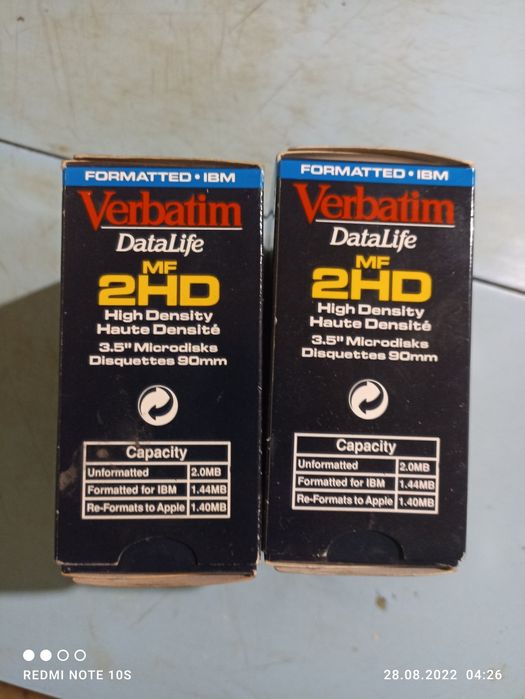 FORMATTED • IBM
Verbatim
DataLife
MF
2HD
High Density
Haute Densité
3.5" Microdisks
Disquettes 90mm
Capacity
Unformatted 2.0MB
Formatted for IBM 1.44MB
Re-Formats to Apple 1.40MB
FORMATTED • IBM
Verbatim
DataLife
MF
2HD
High Density
Haute Densité
3.5" Microdisks
Disquettes 90mm
Capacity
Unformatted 2.0MB
Formatted for IBM 1.44MB
Re-Formats to Apple 1.40MB
REDMI NOTE 10S
28.08.2022 04:26